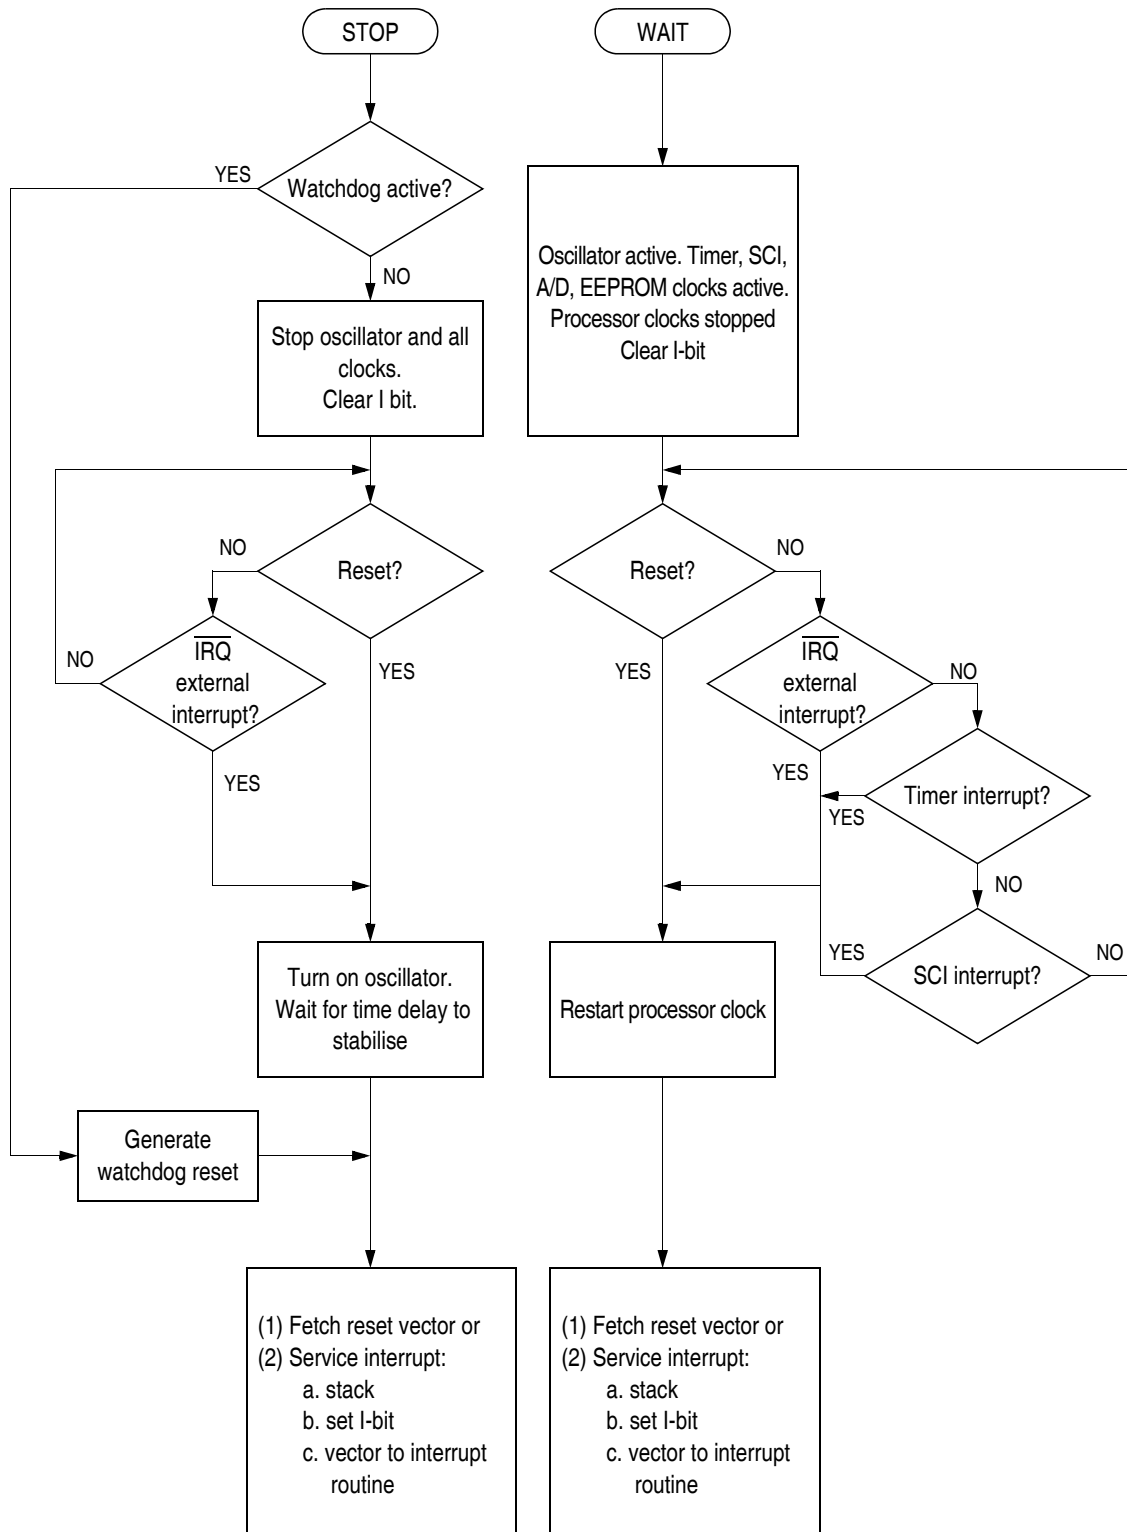 STOP
WAIT
YES
Watchdog active?
NO
Oscillator active. Timer, SCI,
A/D, EEPROM clocks active.
Processor clocks stopped
Clear I-bit
Stop oscillator and all
clocks.
Clear I bit.
NO
Reset?
YES
NO
IRQ
external
interrupt?
YES
Reset?
NO
YES
IRQ
external
interrupt?
NO
YES
Timer interrupt?
YES
NO
YES
SCI interrupt?
NO
Turn on oscillator.
Wait for time delay to
stabilise
Restart processor clock
Generate
watchdog reset
(1) Fetch reset vector or
(2) Service interrupt:
a. stack
b. set I-bit
c. vector to interrupt
routine
(1) Fetch reset vector or
(2) Service interrupt:
a. stack
b. set I-bit
c. vector to interrupt
routine